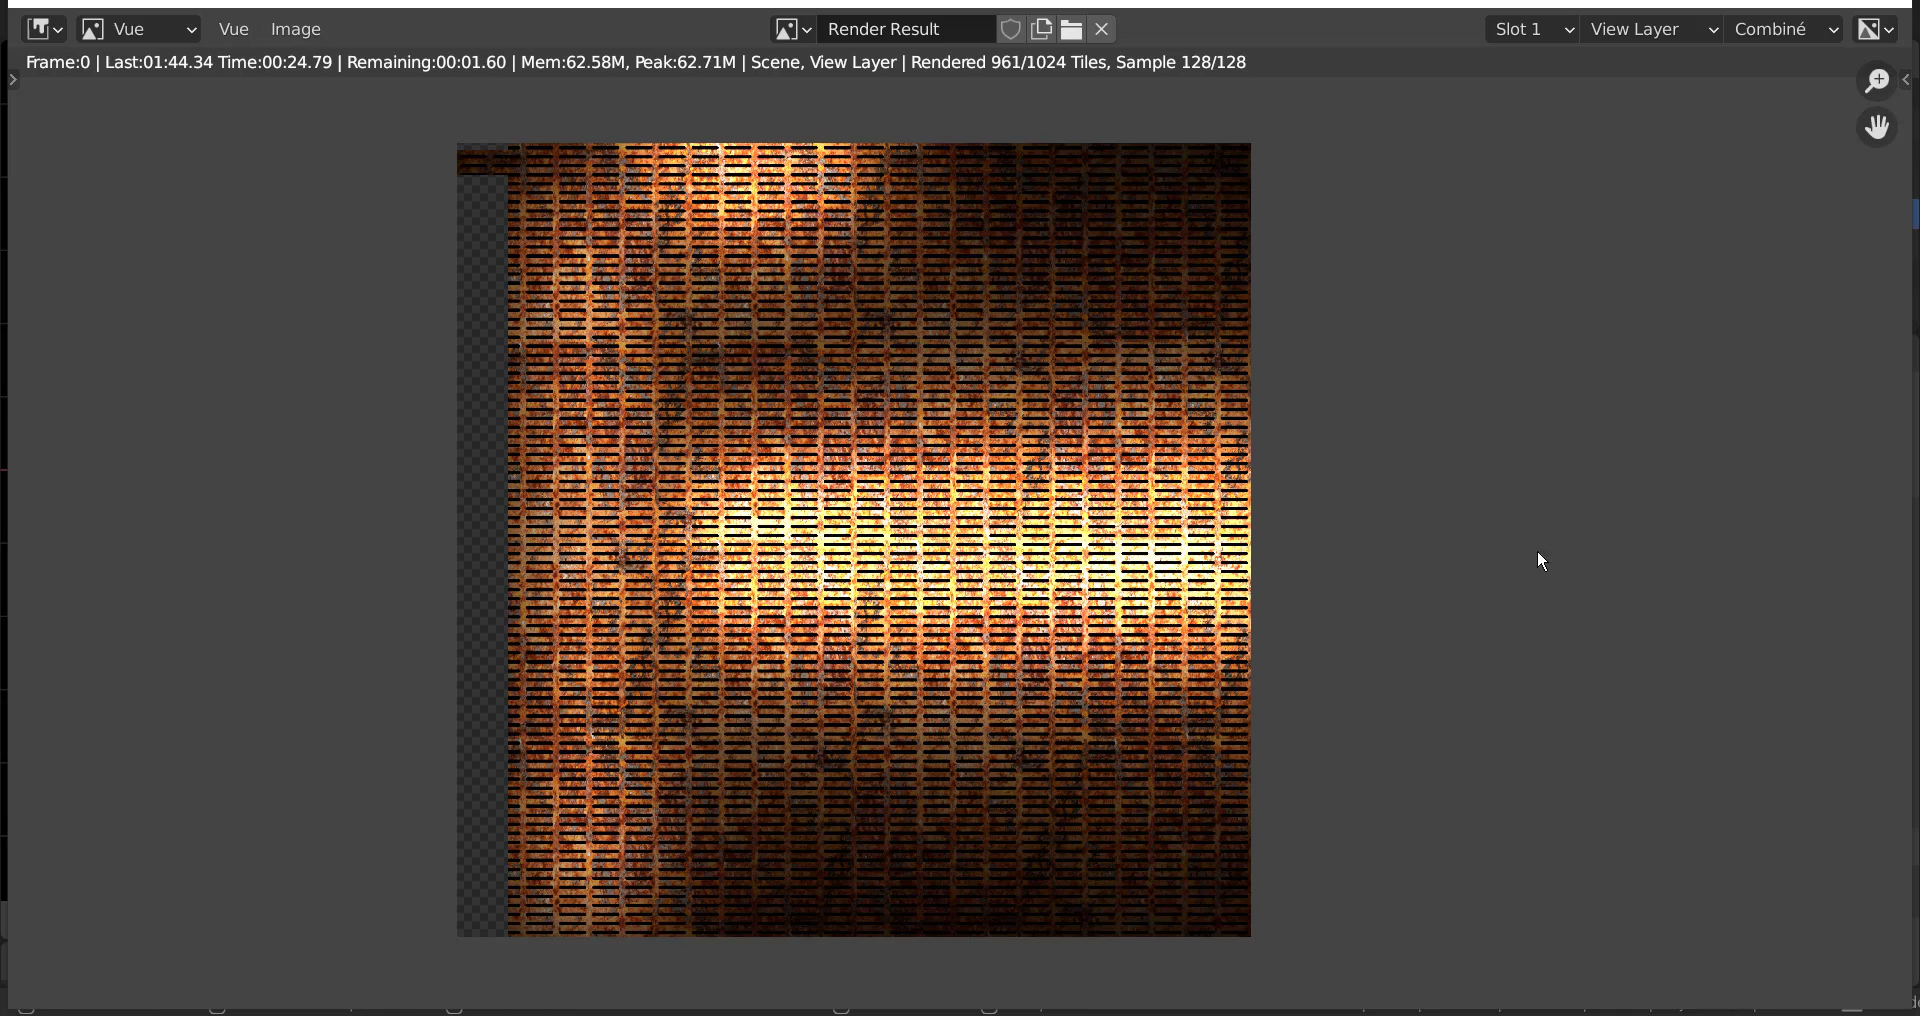 Vue Vue Image Render Result Slot 1 View Layer Combiné
Frame:0 | Last:01:44.34 Time:00:24.79 | Remaining:00:01.60 | Mem:62.58M, Peak:62.71M | Scene, View Layer | Rendered 961/1024 Tiles, Sample 128/128